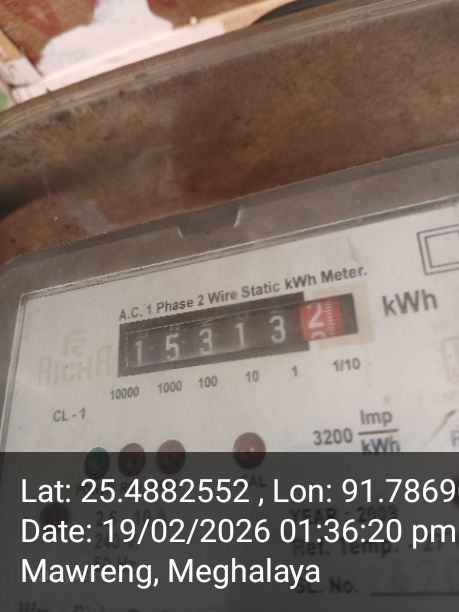 A.C. 1 Phase 2 Wire Static kWh Meter.
1 5 3 1 3 2 kWh
10000 1000 100 10 1 1/10
CL - 1
3200 Imp
kWh
Lat: 25.4882552 , Lon: 91.7869
Date: 19/02/2026 01:36:20 pm
Mawreng, Meghalaya